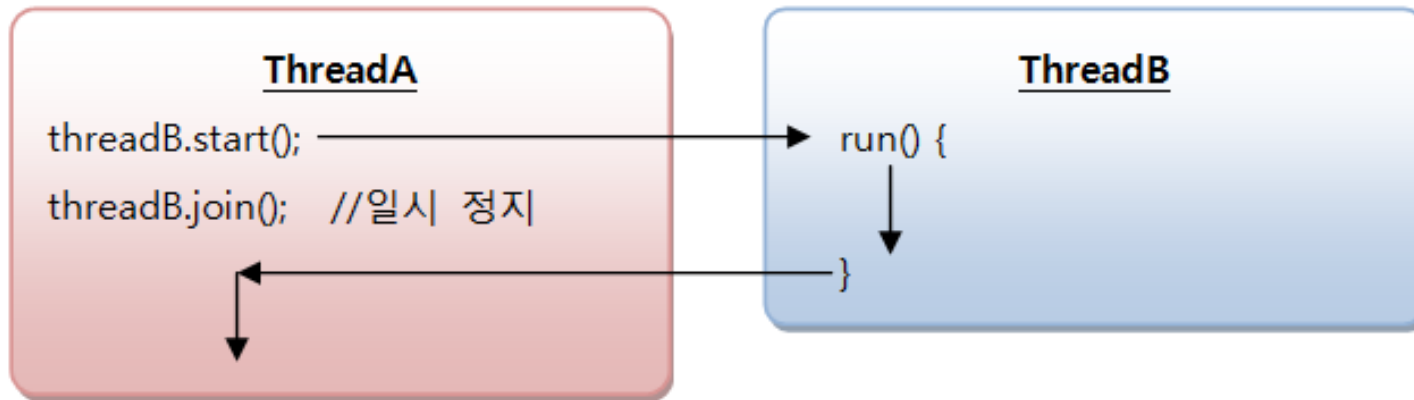 ThreadA
threadB.start();
threadB.join(); //일시 정지
ThreadB
run() {
}